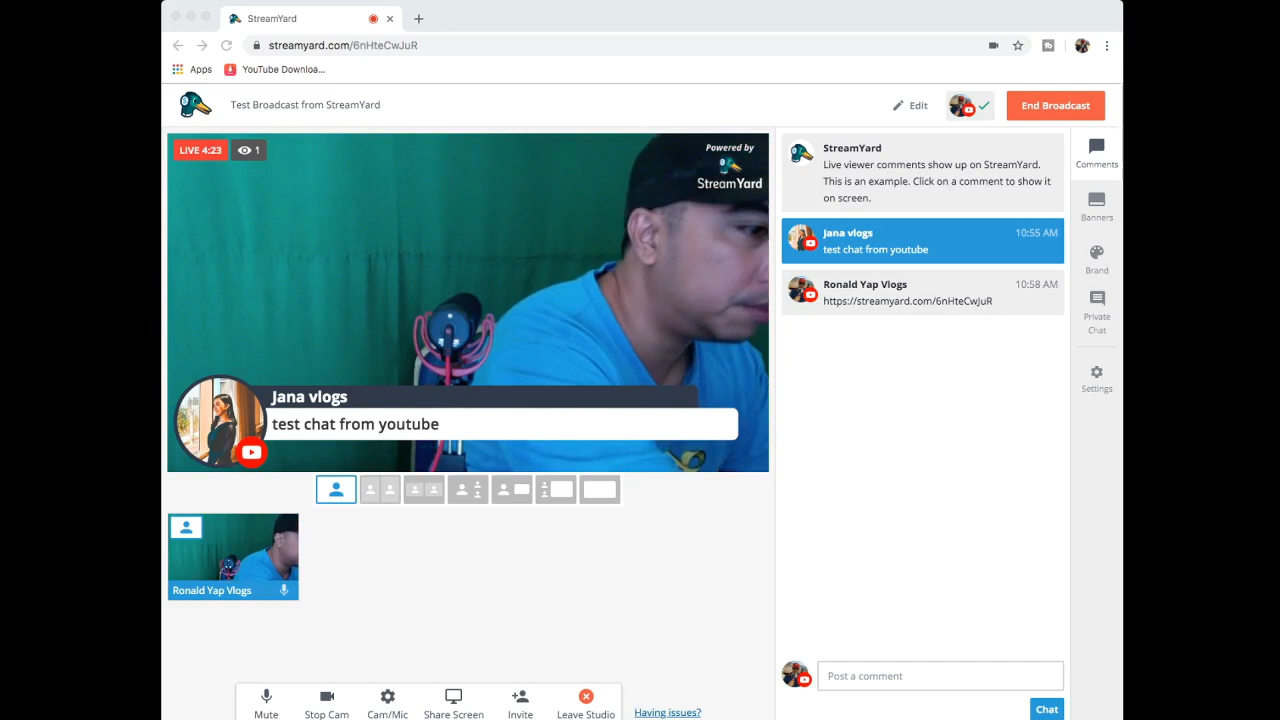 StreamYard
streamyard.com/6nHteCwJuR
Apps
YouTube Downloa...
Test Broadcast from StreamYard
Edit
End Broadcast
LIVE 4:23
1
Powered by
StreamYard
Jana vlogs
test chat from youtube
Ronald Yap Vlogs
Mute
Stop Cam
Cam/Mic
Share Screen
Invite
Leave Studio
Having issues?
StreamYard
Live viewer comments show up on StreamYard.
This is an example. Click on a comment to show it
on screen.
Jana vlogs
10:55 AM
test chat from youtube
Ronald Yap Vlogs
10:58 AM
https://streamyard.com/6nHteCwJuR
Post a comment
Chat
Comments
Banners
Brand
Private
Chat
Settings